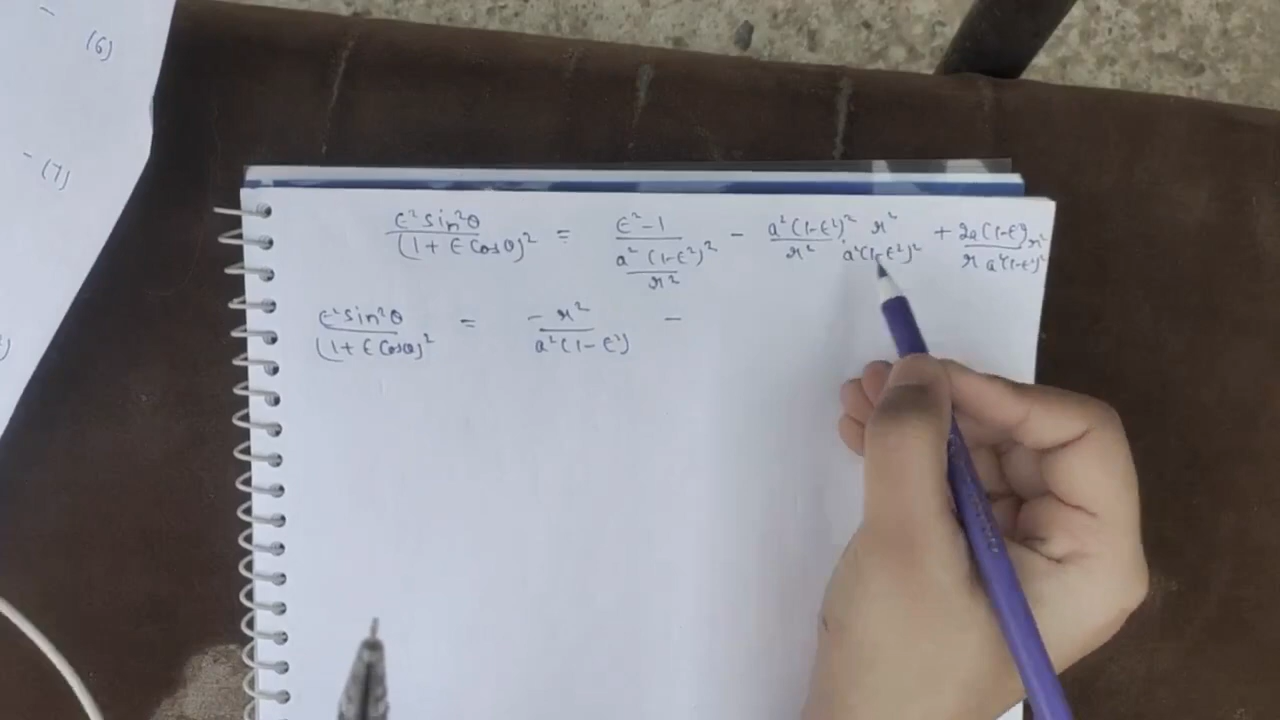 - (6)
- (7)
)
ϵ² sin²θ / (1 + ϵ cosθ)² = ϵ² - 1 / (a² (1-ϵ²)² / r²) - a² (1-ϵ²)² / r² r² / a² (1-ϵ²)² + 2a (1-ϵ²) r² / r a² (1-ϵ²)²
ϵ² sin²θ / (1 + ϵ cosθ)² = - r² / a² (1 - ϵ²) -